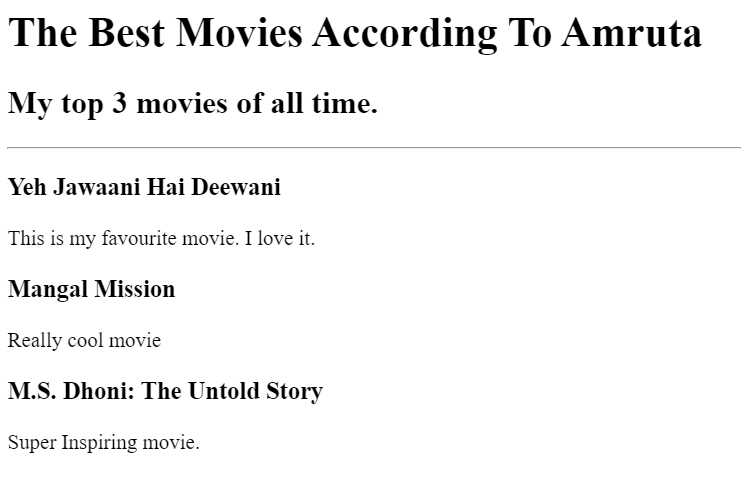 The Best Movies According To Amruta
My top 3 movies of all time.
Yeh Jawaani Hai Deewani
This is my favourite movie. I love it.
Mangal Mission
Really cool movie
M.S. Dhoni: The Untold Story
Super Inspiring movie.